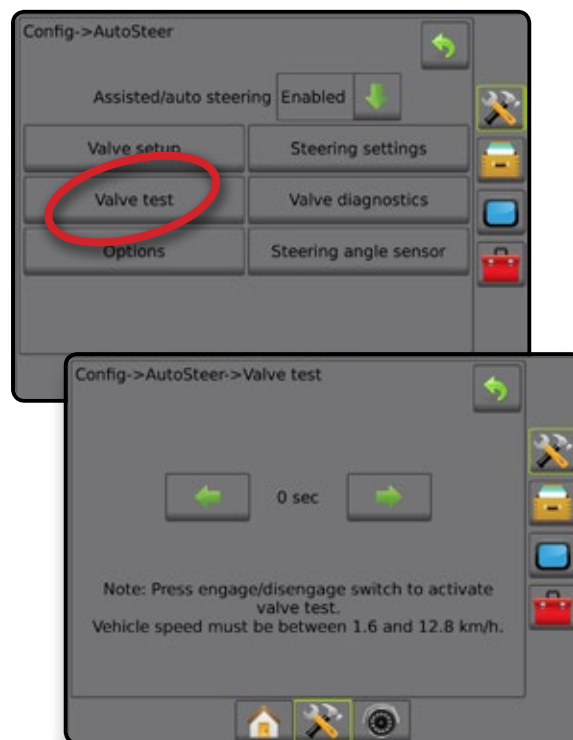 Config->AutoSteer
Assisted/auto steering Enabled
Valve setup Steering settings
Valve test Valve diagnostics
Options Steering angle sensor
Config->AutoSteer->Valve test
0 sec
Note: Press engage/disengage switch to activate
valve test.
Vehicle speed must be between 1.6 and 12.8 km/h.